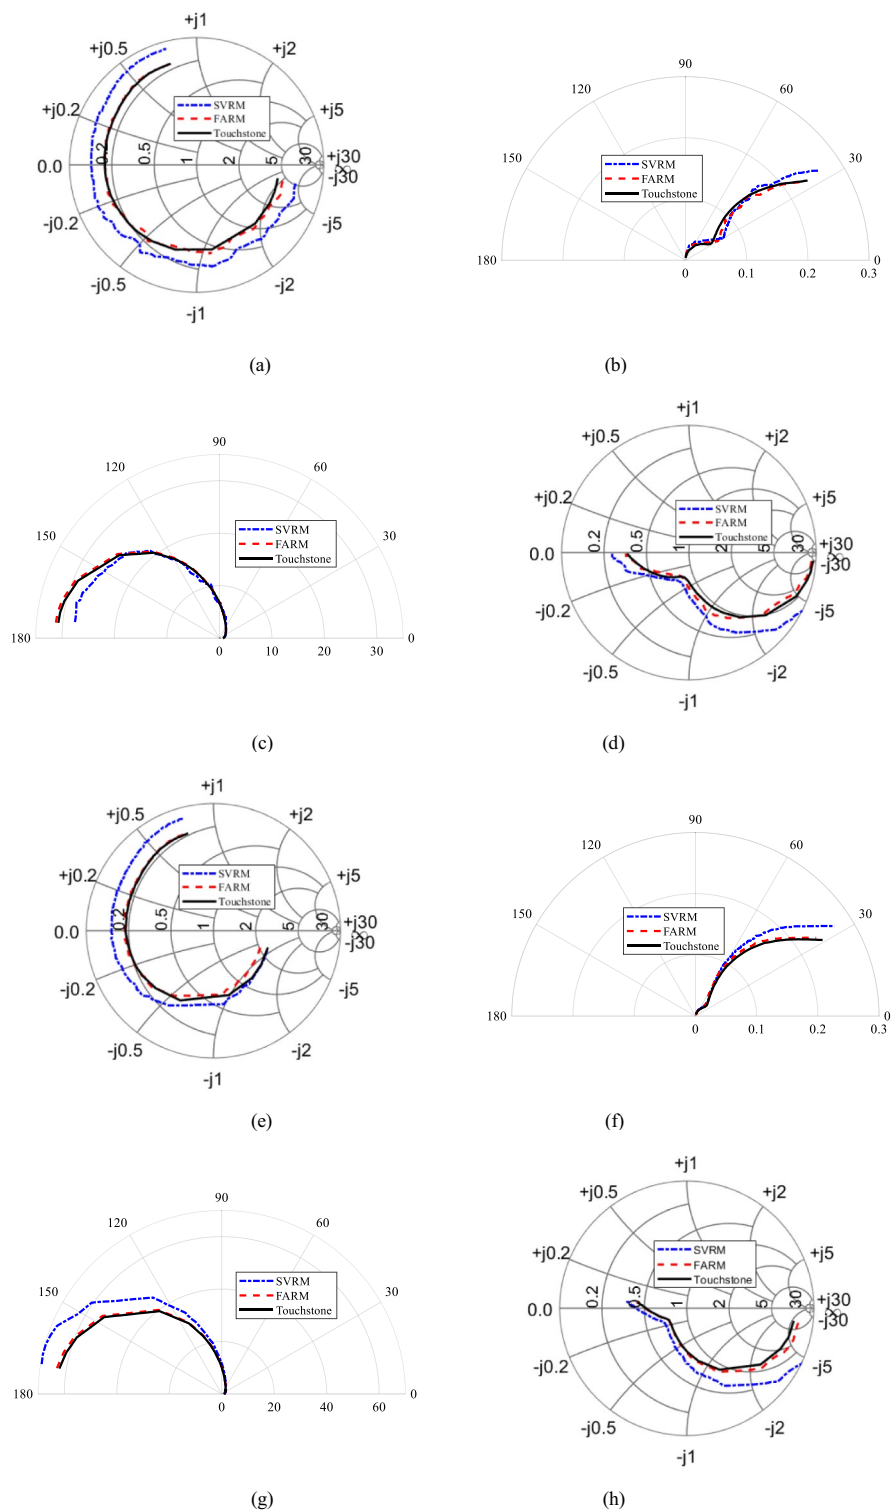 +j1
+j0.5 +j2
+j0.2 +j5
SVRM
FARM
Touchstone
0.0 0.2 0.5 1 2 5 30 +j30
-j30 ∞
-j0.2 -j5
-j0.5 -j2
-j1
(a)
90
120 60
150 30
SVRM
FARM
Touchstone
180 0
0 0.1 0.2 0.3
(b)
90
120 60
150 30
SVRM
FARM
Touchstone
180 0
0 10 20 30 35
(c)
+j1
+j0.5 +j2
+j0.2 +j5
SVRM
FARM
Touchstone
0.0 0.2 0.5 1 2 5 30 +j30
-j30 ∞
-j0.2 -j5
-j0.5 -j2
-j1
(d)
+j1
+j0.5 +j2
+j0.2 +j5
SVRM
FARM
Touchstone
0.0 0.2 0.5 1 2 5 30 +j30
-j30 ∞
-j0.2 -j5
-j0.5 -j2
-j1
(e)
90
120 60
150 30
SVRM
FARM
Touchstone
180 0
0 0.1 0.2 0.3
(f)
90
120 60
150 30
SVRM
FARM
Touchstone
180 0
0 20 40 60 70
(g)
+j1
+j0.5 +j2
+j0.2 +j5
SVRM
FARM
Touchstone
0.0 0.2 0.5 1 2 5 30 +j30
-j30 ∞
-j0.2 -j5
-j0.5 -j2
-j1
(h)